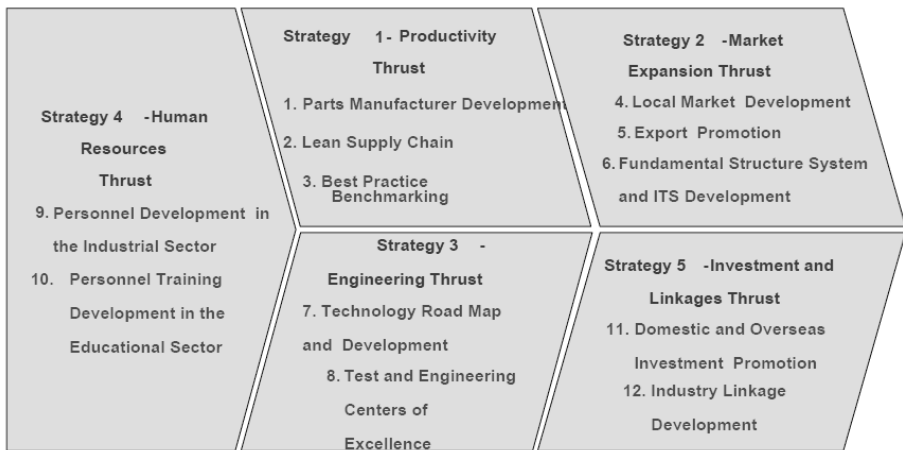 Strategy 4 -Human
Resources
Thrust
9. Personnel Development in
the Industrial Sector
10. Personnel Training
Development in the
Educational Sector
Strategy 1- Productivity
Thrust
1. Parts Manufacturer Development
2. Lean Supply Chain
3. Best Practice
Benchmarking
Strategy 2 -Market
Expansion Thrust
4. Local Market Development
5. Export Promotion
6. Fundamental Structure System
and ITS Development
Strategy 3 -
Engineering Thrust
7. Technology Road Map
and Development
8. Test and Engineering
Centers of
Excellence
Strategy 5 -Investment and
Linkages Thrust
11. Domestic and Overseas
Investment Promotion
12. Industry Linkage
Development